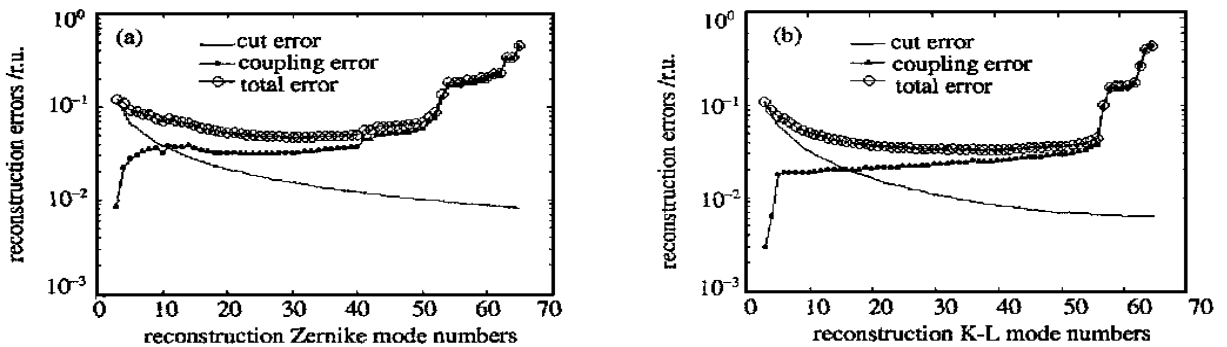 reconstruction errors /r.u.
10⁰
10⁻¹
10⁻²
10⁻³
(a)
cut error
coupling error
total error
0 10 20 30 40 50 60 70
reconstruction Zernike mode numbers
reconstruction errors/r.u.
10⁰
10⁻¹
10⁻²
10⁻³
(b)
cut error
coupling error
total error
0 10 20 30 40 50 60 70
reconstruction K-L mode numbers